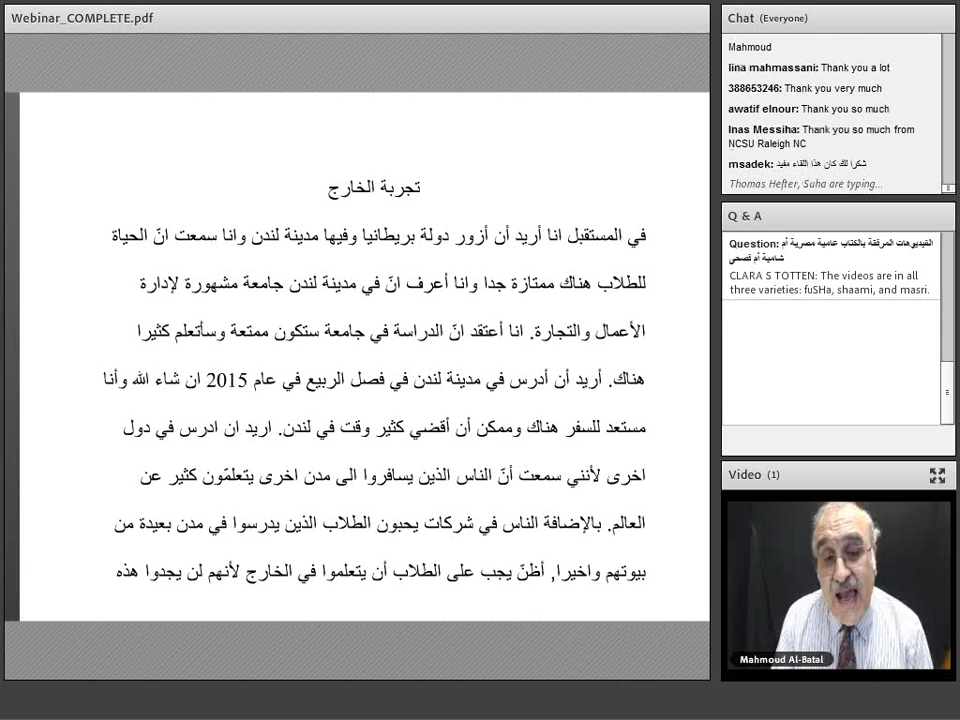 Webinar_COMPLETE.pdf
تجربة الخارج
في المستقبل انا أريد أن أزور دولة بريطانيا وفيها مدينة لندن وانا سمعت انّ الحياة
للطلاب هناك ممتازة جدا وانا أعرف انّ في مدينة لندن جامعة مشهورة لإدارة
الأعمال والتجارة. انا أعتقد انّ الدراسة في جامعة ستكون ممتعة وسأتعلم كثيرا
هناك. أريد أن أدرس في مدينة لندن في فصل الربيع في عام 2015 ان شاء الله وأنا
مستعد للسفر هناك وممكن أن أقضي كثير وقت في لندن. اريد ان ادرس في دول
اخرى لأنني سمعت أنّ الناس الذين يسافروا الى مدن اخرى يتعلمّون كثير عن
العالم. بالإضافة الناس في شركات يحبون الطلاب الذين يدرسوا في مدن بعيدة من
بيوتهم واخيرا, أظنّ يجب على الطلاب أن يتعلموا في الخارج لأنهم لن يجدوا هذه
Chat (Everyone)
Mahmoud
lina mahmassani: Thank you a lot
388653246: Thank you very much
awatif elnour: Thank you so much
Inas Messiha: Thank you so much from
NCSU Raleigh NC
msadek: شكرا لك كان هذا اللقاء مفيد
Thomas Hefter, Suha are typing...
Q & A
Question: الفيديوهات المرفقة بالكتاب عامية مصرية أم
شامية أم فصحى
CLARA S TOTTEN: The videos are in all
three varieties: fuSHa, shaami, and masri.
Video (1)
Mahmoud Al-Batal